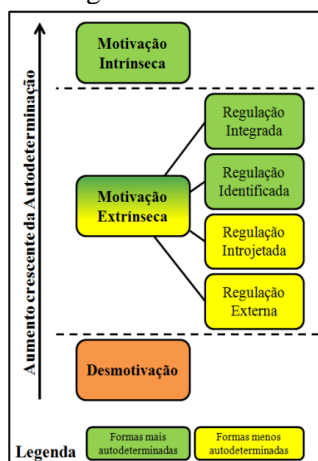 Aumento crescente da Autodeterminação
Motivação
Intrínseca
Regulação
Integrada
Regulação
Identificada
Motivação
Extrínseca
Regulação
Introjetada
Regulação
Externa
Desmotivação
Legenda
Formas mais
autodeterminadas
Formas menos
autodeterminadas